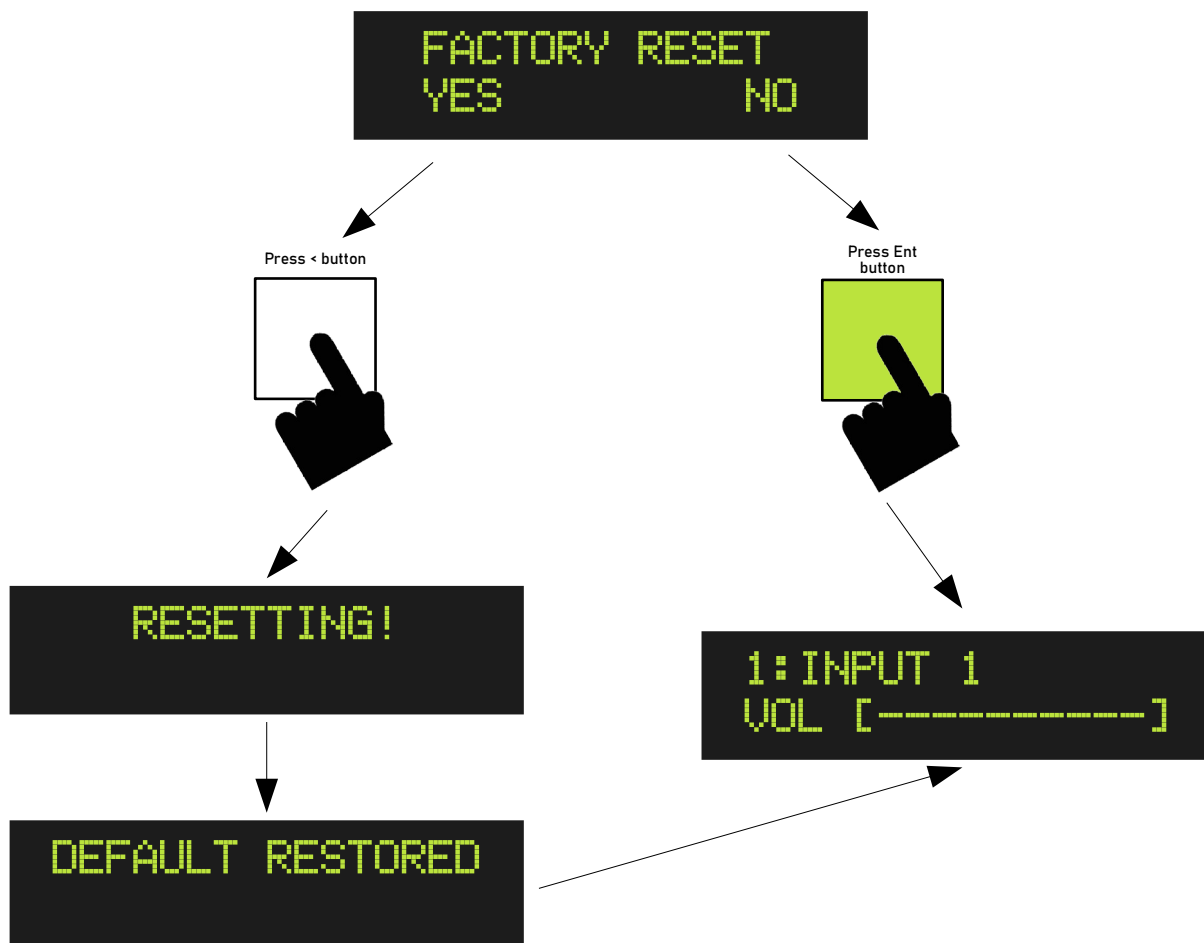 FACTORY RESET
YES NO
Press < button
Press Ent
button
RESETTING!
1:INPUT 1
VOL [----------]
DEFAULT RESTORED